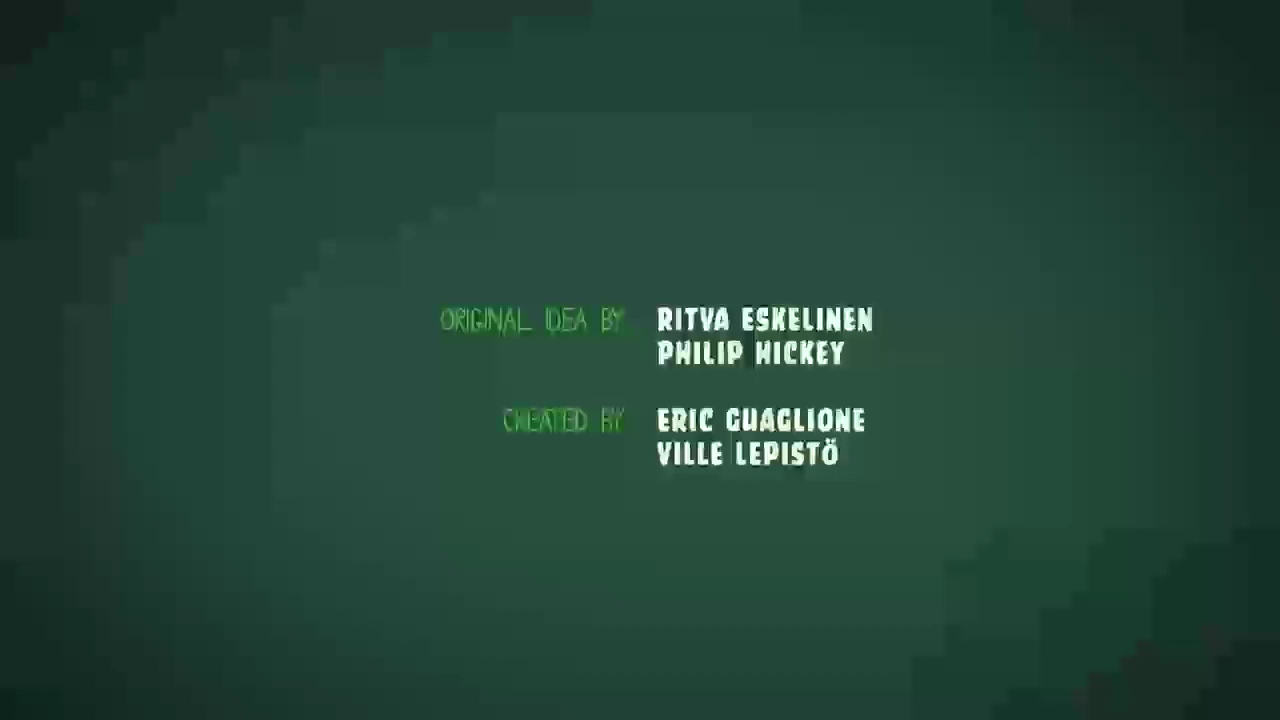 ORIGINAL IDEA BY RITVA ESKELINEN
PHILIP HICKEY
CREATED BY ERIC GUAGLIONE
VILLE LEPISTÖ